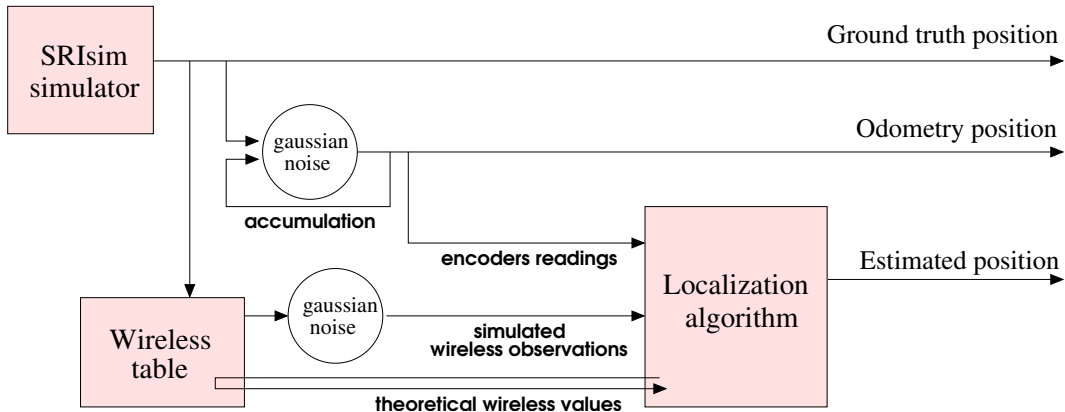 SRIsim
simulator
Ground truth position
gaussian
noise
Odometry position
accumulation
encoders readings
Localization
algorithm
Estimated position
Wireless
table
gaussian
noise
simulated
wireless observations
theoretical wireless values